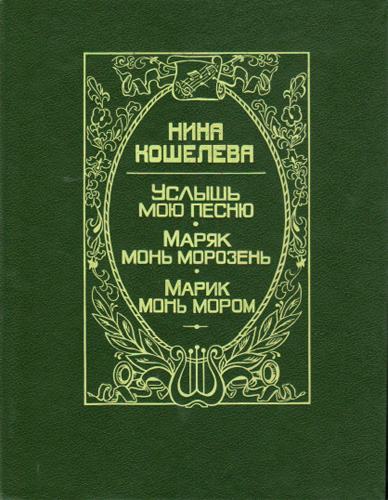 НИНА
КОШЕЛЕВА
УСЛЫШЬ
МОЮ ПЕСНЮ
•
МАРЯК
МОНЬ МОРОЗЕНЬ
•
МАРИК
МОНЬ МОРОМ